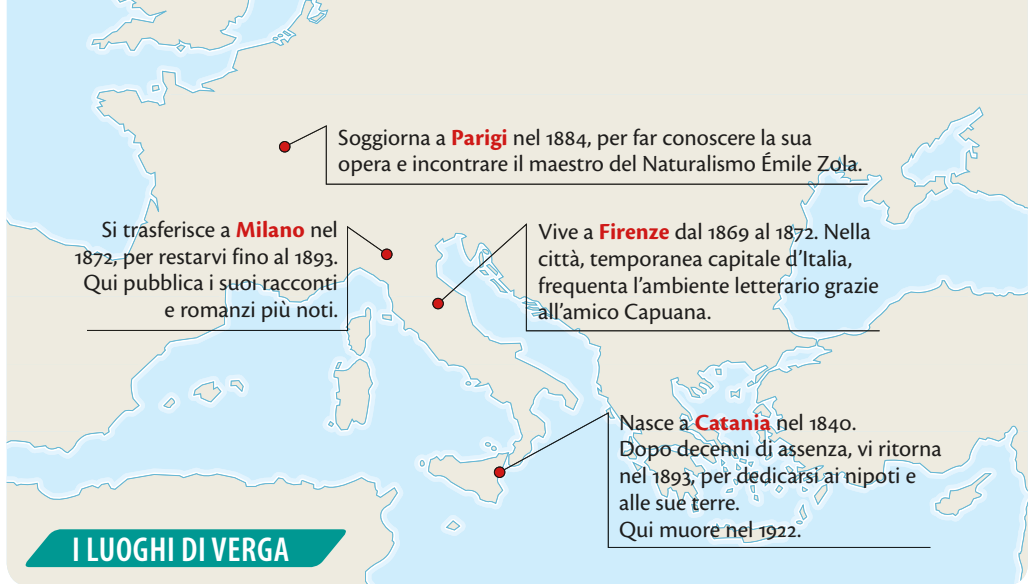 Soggiorna a Parigi nel 1884, per far conoscere la sua
opera e incontrare il maestro del Naturalismo Émile Zola.
Si trasferisce a Milano nel
1872, per restarvi fino al 1893.
Qui pubblica i suoi racconti
e romanzi più noti.
Vive a Firenze dal 1869 al 1872. Nella
città, temporanea capitale d’Italia,
frequenta l’ambiente letterario grazie
all’amico Capuana.
Nasce a Catania nel 1840.
Dopo decenni di assenza, vi ritorna
nel 1893, per dedicarsi ai nipoti e
alle sue terre.
Qui muore nel 1922.
I LUOGHI DI VERGA